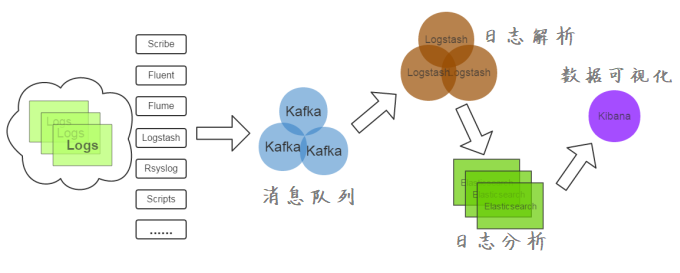 Logs
Logs
Logs
Scribe
Fluent
Flume
Logstash
Rsyslog
Scripts
......
Kafka
Kafka
Kafka
消息队列
Logstash
Logstash
Logstash
日志解析
Elasticsearch
Elasticsearch
Elasticsearch
日志分析
数据可视化
Kibana